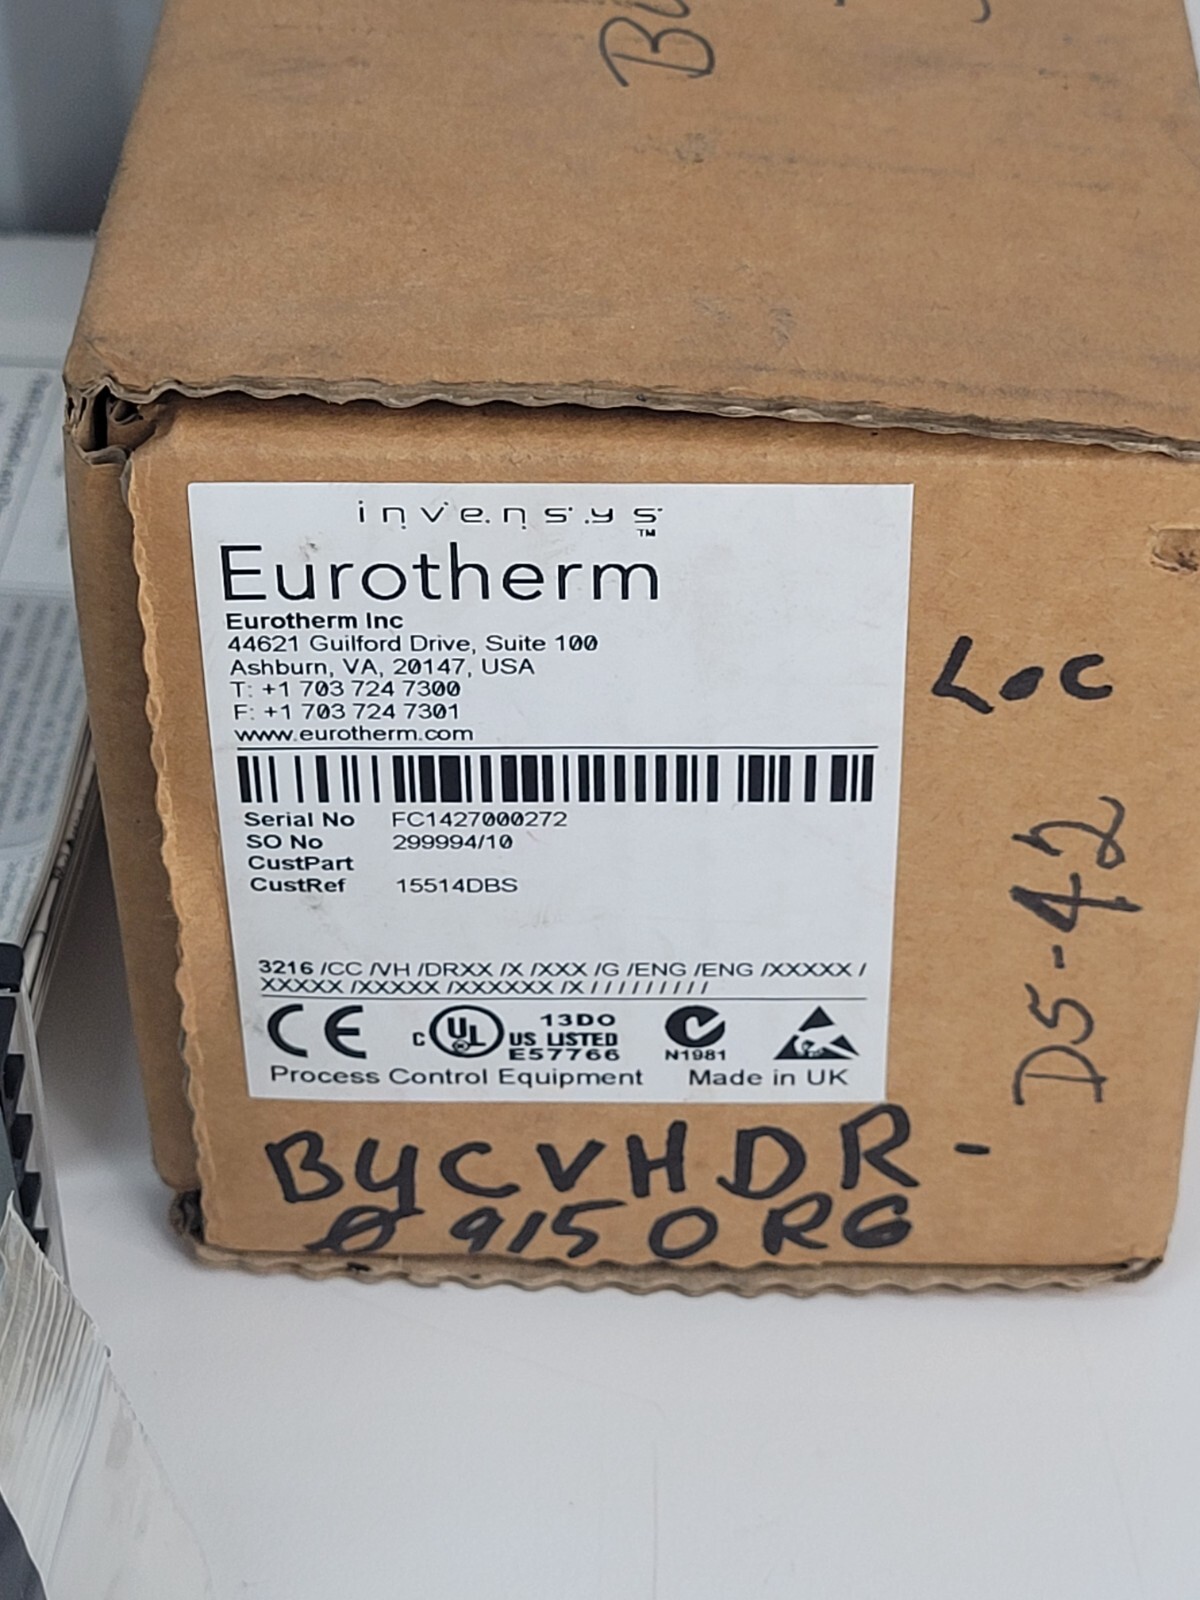 invensys
TM
Eurotherm
Eurotherm Inc
44621 Guilford Drive, Suite 100
Ashburn, VA, 20147, USA
T: +1 703 724 7300
F: +1 703 724 7301
www.eurotherm.com
Serial No FC1427000272
SO No 299994/10
CustPart
CustRef 15514DBS
3216 /CC /VH /DRXX /X /XXX /G /ENG /ENG /XXXXX /
XXXXX /XXXXX /XXXXXX /X / / / / / / / / /
CE
C UL US LISTED 13DO
E57766
N1981
Process Control Equipment Made in UK
Loc
D5-42
BYCVHDR-
09150RG